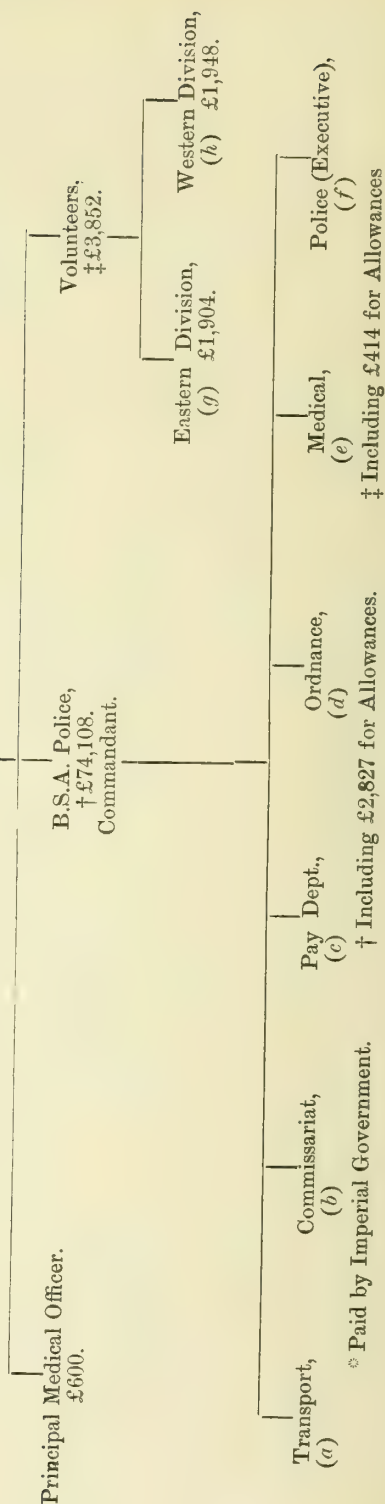 Principal Medical Officer.
£600.
B.S.A. Police,
†£74,108.
Commandant.
Volunteers,
‡£3,852.
Eastern Division,
(g) £1,904.
Western Division,
(h) £1,948.
Transport,
(a)
Commissariat,
(b)
Pay Dept.,
(c)
Ordnance,
(d)
Medical,
(e)
Police (Executive),
(f)
* Paid by Imperial Government.
† Including £2,827 for Allowances.
‡ Including £414 for Allowances